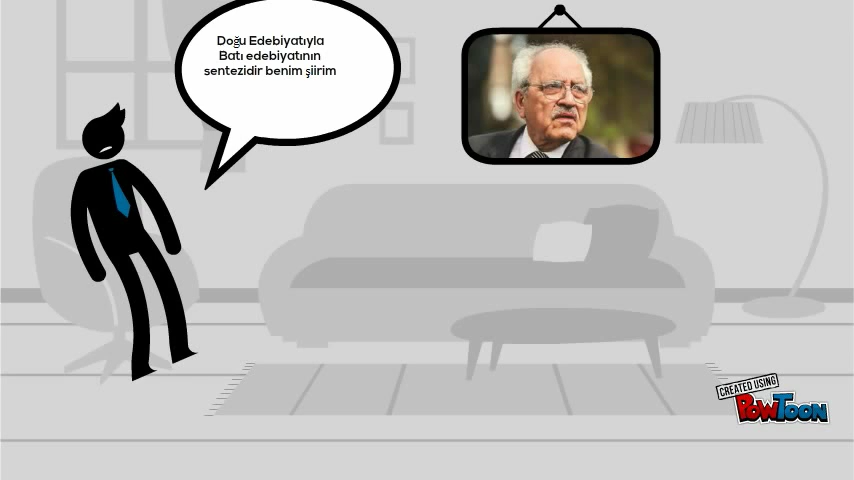 Doğu Edebiyatıyla
Batı edebiyatının
sentezidir benim şiirim
CREATED USING
POWTOON